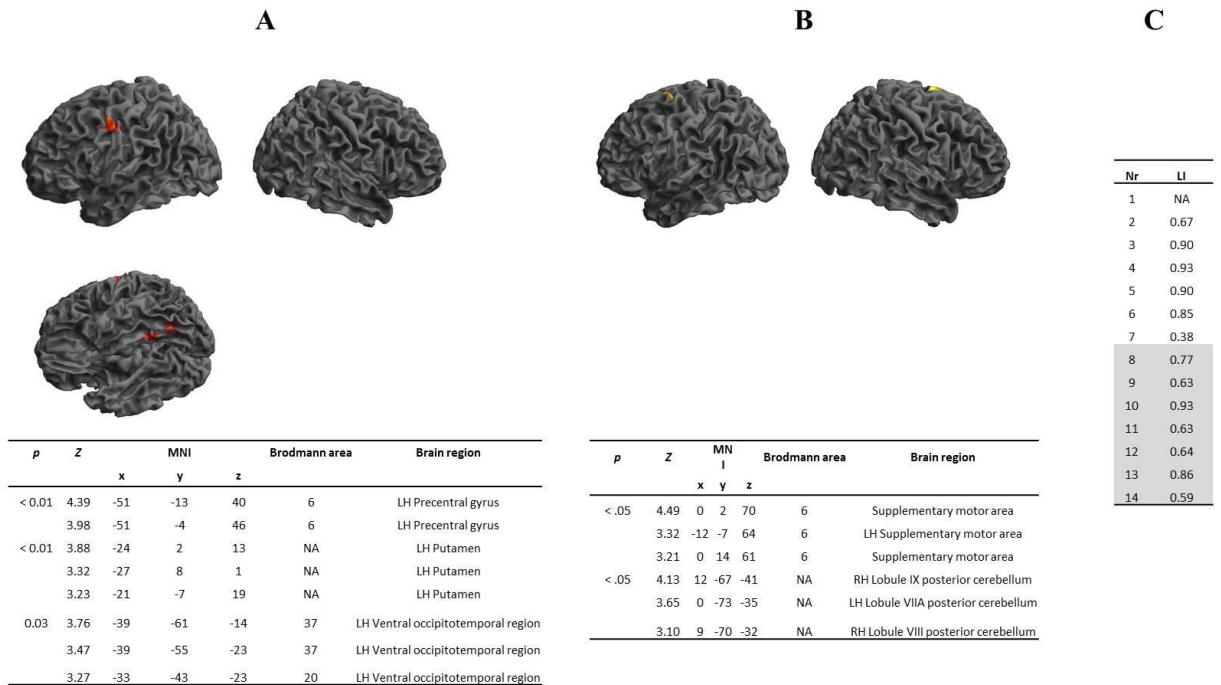 A
B
C
p Z MNI Brodmann area Brain region
x y z
< 0.01 4.39 -51 -13 40 6 LH Precentral gyrus
3.98 -51 -4 46 6 LH Precentral gyrus
< 0.01 3.88 -24 2 13 NA LH Putamen
3.32 -27 8 1 NA LH Putamen
3.23 -21 -7 19 NA LH Putamen
0.03 3.76 -39 -61 -14 37 LH Ventral occipitotemporal region
3.47 -39 -55 -23 37 LH Ventral occipitotemporal region
3.27 -33 -43 -23 20 LH Ventral occipitotemporal region
p Z MN Brodmann area Brain region
I
x y z
< .05 4.49 0 2 70 6 Supplementary motor area
3.32 -12 -7 64 6 LH Supplementary motor area
3.21 0 14 61 6 Supplementary motor area
< .05 4.13 12 -67 -41 NA RH Lobule IX posterior cerebellum
3.65 0 -73 -35 NA LH Lobule VIIA posterior cerebellum
3.10 9 -70 -32 NA RH Lobule VIII posterior cerebellum
Nr LI
1 NA
2 0.67
3 0.90
4 0.93
5 0.90
6 0.85
7 0.38
8 0.77
9 0.63
10 0.93
11 0.63
12 0.64
13 0.86
14 0.59